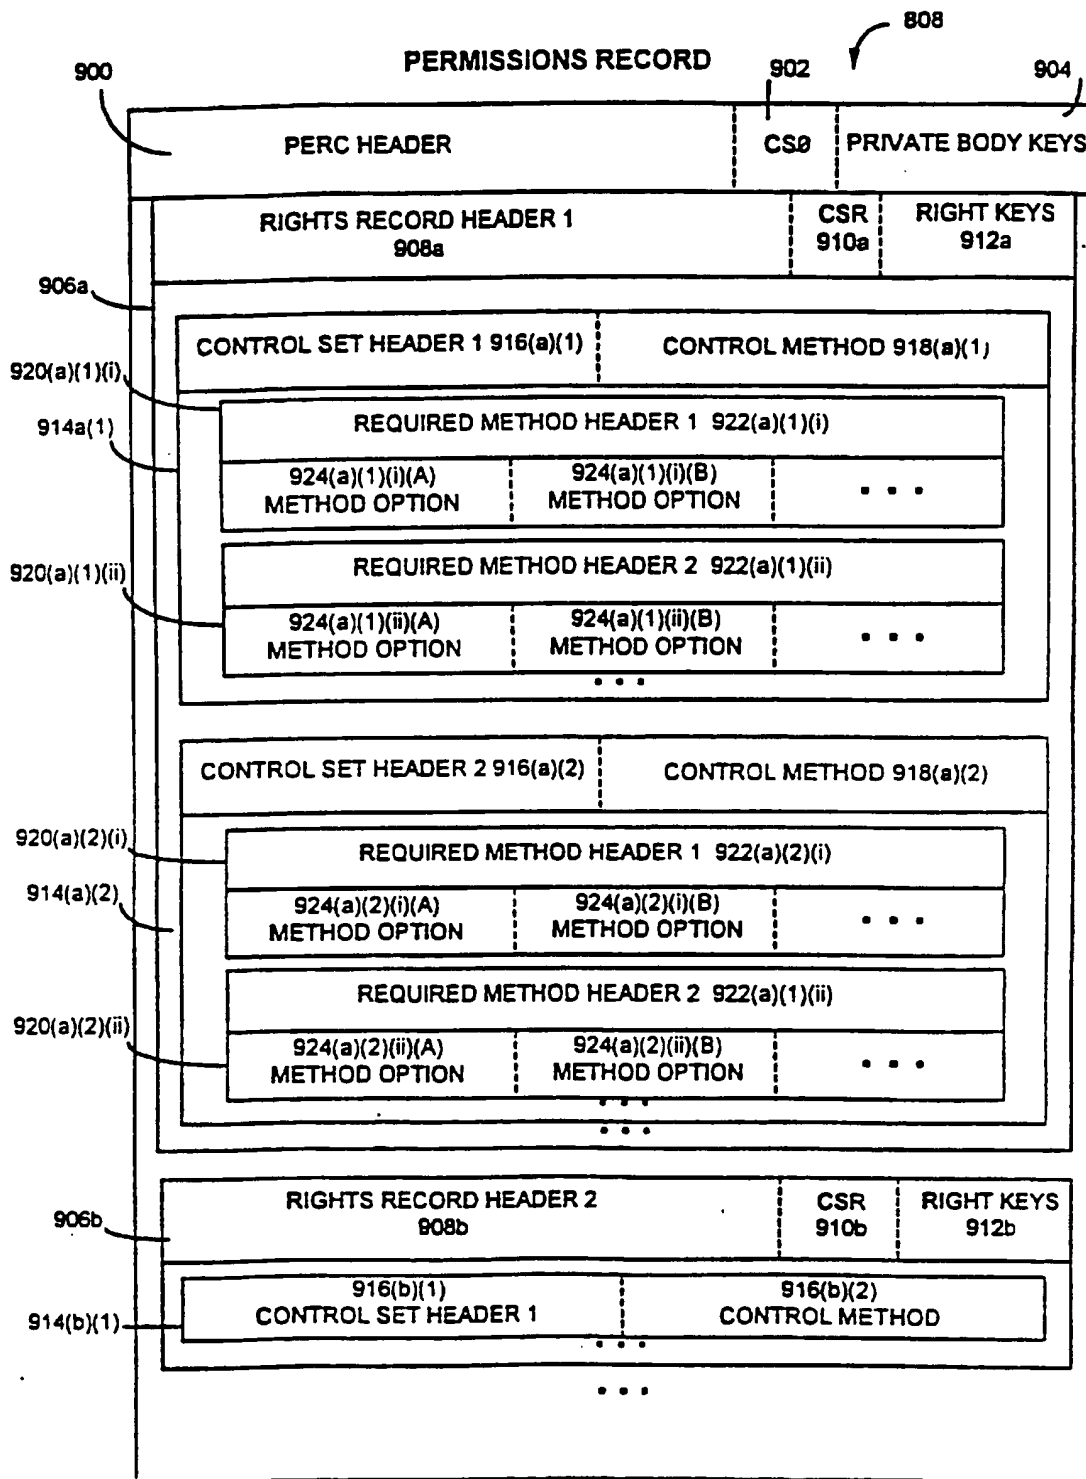 808
PERMISSIONS RECORD
900
902
904
PERC HEADER
CS0
PRIVATE BODY KEYS
RIGHTS RECORD HEADER 1
908a
CSR
910a
RIGHT KEYS
912a
906a
CONTROL SET HEADER 1 916(a)(1)
CONTROL METHOD 918(a)(1)
920(a)(1)(i)
914a(1)
REQUIRED METHOD HEADER 1 922(a)(1)(i)
924(a)(1)(i)(A)
METHOD OPTION
924(a)(1)(i)(B)
METHOD OPTION
. . .
920(a)(1)(ii)
REQUIRED METHOD HEADER 2 922(a)(1)(ii)
924(a)(1)(ii)(A)
METHOD OPTION
924(a)(1)(ii)(B)
METHOD OPTION
. . .
. . .
CONTROL SET HEADER 2 916(a)(2)
CONTROL METHOD 918(a)(2)
920(a)(2)(i)
914(a)(2)
REQUIRED METHOD HEADER 1 922(a)(2)(i)
924(a)(2)(i)(A)
METHOD OPTION
924(a)(2)(i)(B)
METHOD OPTION
. . .
920(a)(2)(ii)
REQUIRED METHOD HEADER 2 922(a)(1)(ii)
924(a)(2)(ii)(A)
METHOD OPTION
924(a)(2)(ii)(B)
METHOD OPTION
. . .
. . .
. . .
906b
RIGHTS RECORD HEADER 2
908b
CSR
910b
RIGHT KEYS
912b
914(b)(1)
916(b)(1)
CONTROL SET HEADER 1
916(b)(2)
CONTROL METHOD
. . .
. . .